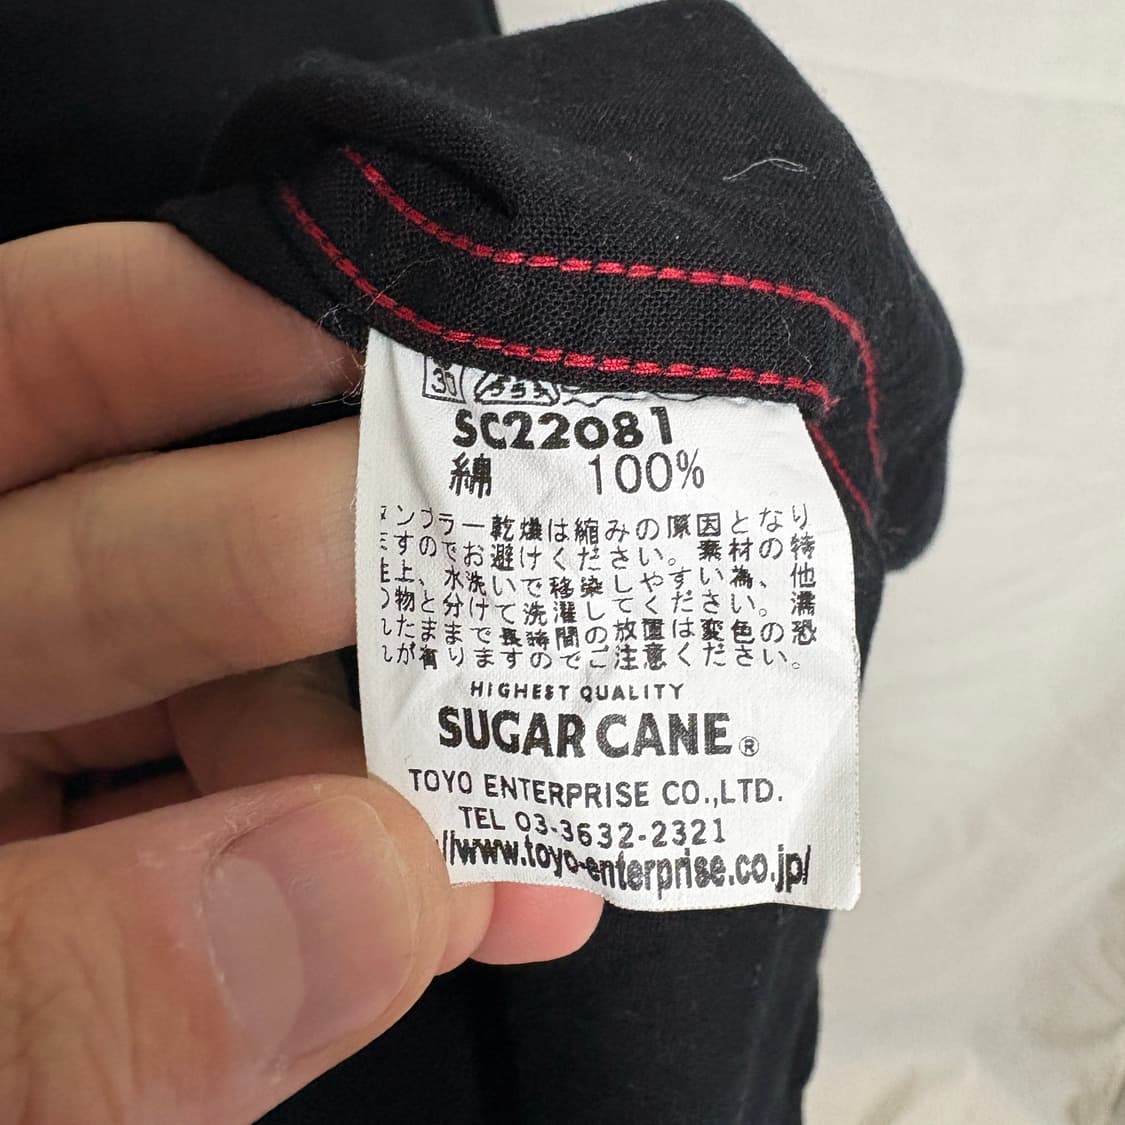 30
SC22081
綿 100%
タンブラー乾燥は縮みの原因となり
ますのでお避けください。素材の特
性上、水洗いで移染しやすい為、他
の物と分けて洗濯してください。濡
れたままで長時間の放置は変色の恐
れが有りますのでご注意ください。
HIGHEST QUALITY
SUGAR CANE®
TOYO ENTERPRISE CO.,LTD.
TEL 03-3632-2321
//www.toyo-enterprise.co.jp/